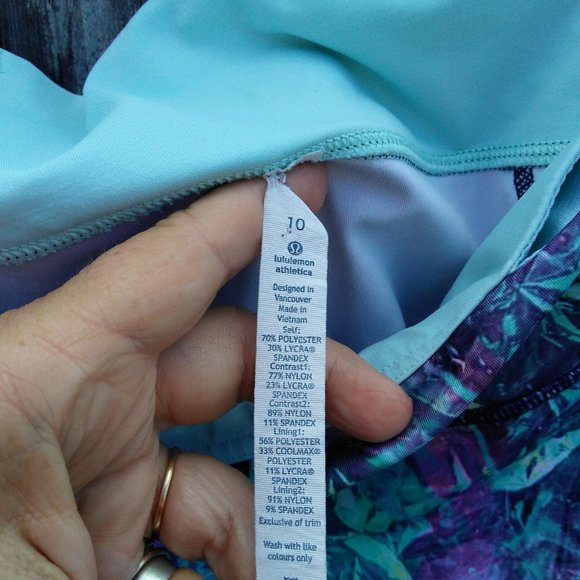 10
lululemon
athletica
Designed in
Vancouver
Made in
Vietnam
Self:
70% POLYESTER
30% LYCRA®
SPANDEX
Contrast1:
77% NYLON
23% LYCRA®
SPANDEX
Contrast2:
89% NYLON
11% SPANDEX
Lining1:
56% POLYESTER
33% COOLMAX®
POLYESTER
11% LYCRA®
SPANDEX
Lining2:
91% NYLON
9% SPANDEX
Exclusive of trim
Wash with like
colours only